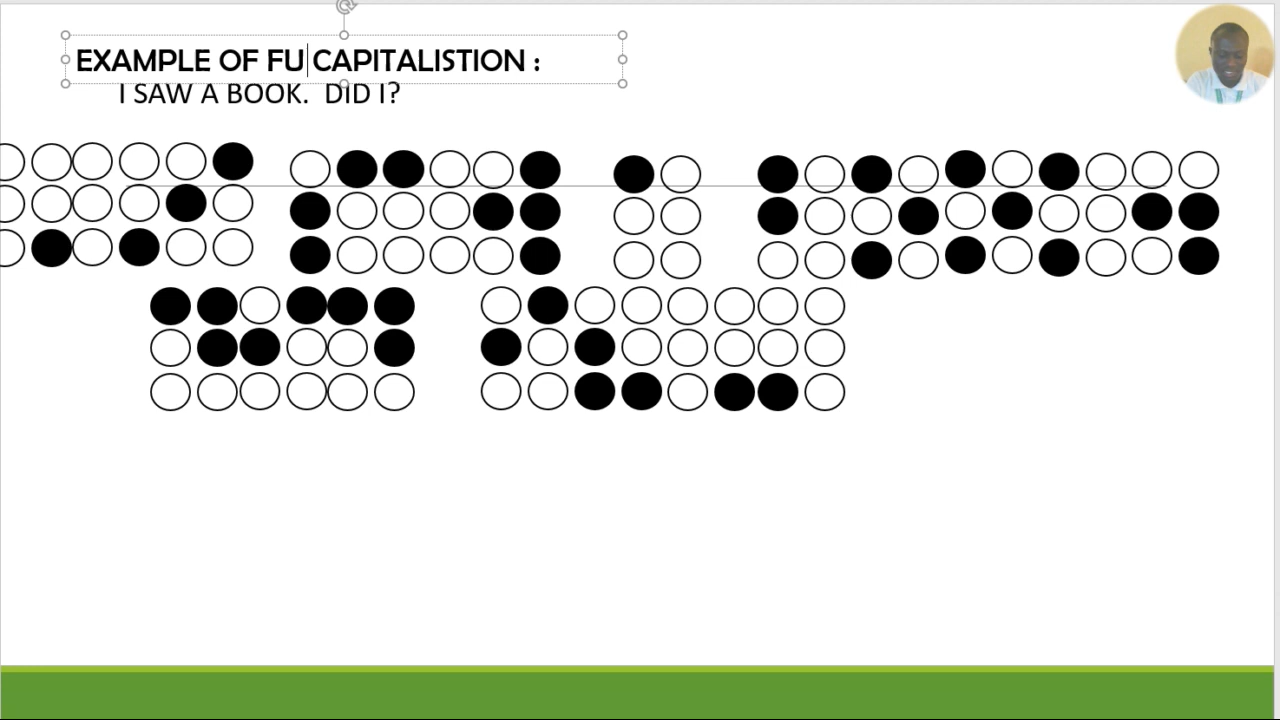 EXAMPLE OF FU CAPITALISTION :
I SAW A BOOK.  DID I?
⠠⠠⠊ ⠎⠁⠺ ⠁ ⠃⠕⠕⠅⠲
⠙⠊⠙ ⠊⠦⠠⠄